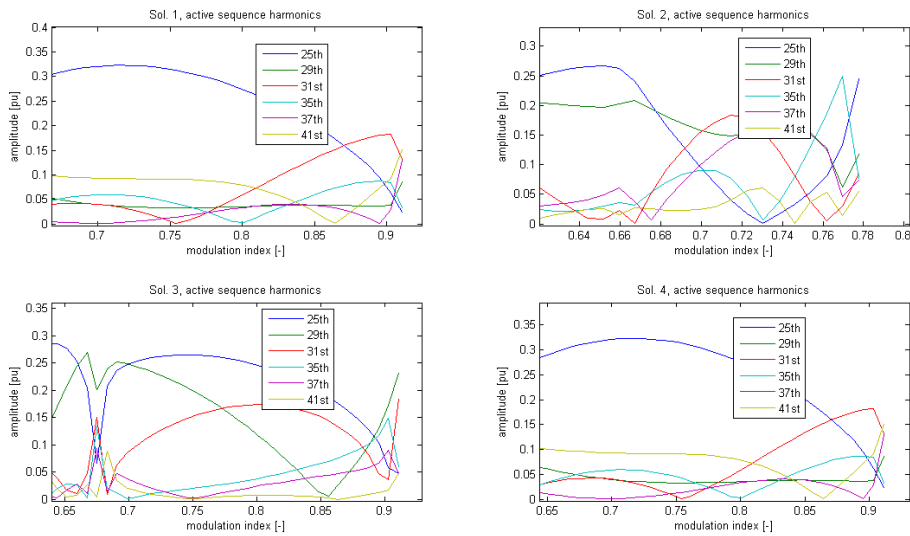 Sol. 1, active sequence harmonics
0.4
0.35
0.3
0.25
0.2
0.15
0.1
0.05
0
amplitude [pu]
25th
29th
31st
35th
37th
41st
0.7 0.75 0.8 0.85 0.9
modulation index [-]
Sol. 2, active sequence harmonics
0.3
0.25
0.2
0.15
0.1
0.05
0
amplitude [pu]
25th
29th
31st
35th
37th
41st
0.64 0.66 0.68 0.7 0.72 0.74 0.76 0.78 0.8
modulation index [-]
Sol. 3, active sequence harmonics
0.35
0.3
0.25
0.2
0.15
0.1
0.05
0
amplitude [pu]
25th
29th
31st
35th
37th
41st
0.65 0.7 0.75 0.8 0.85 0.9
modulation index [-]
Sol. 4, active sequence harmonics
0.35
0.3
0.25
0.2
0.15
0.1
0.05
0
amplitude [pu]
25th
29th
31st
35th
37th
41st
0.65 0.7 0.75 0.8 0.85 0.9
modulation index [-]